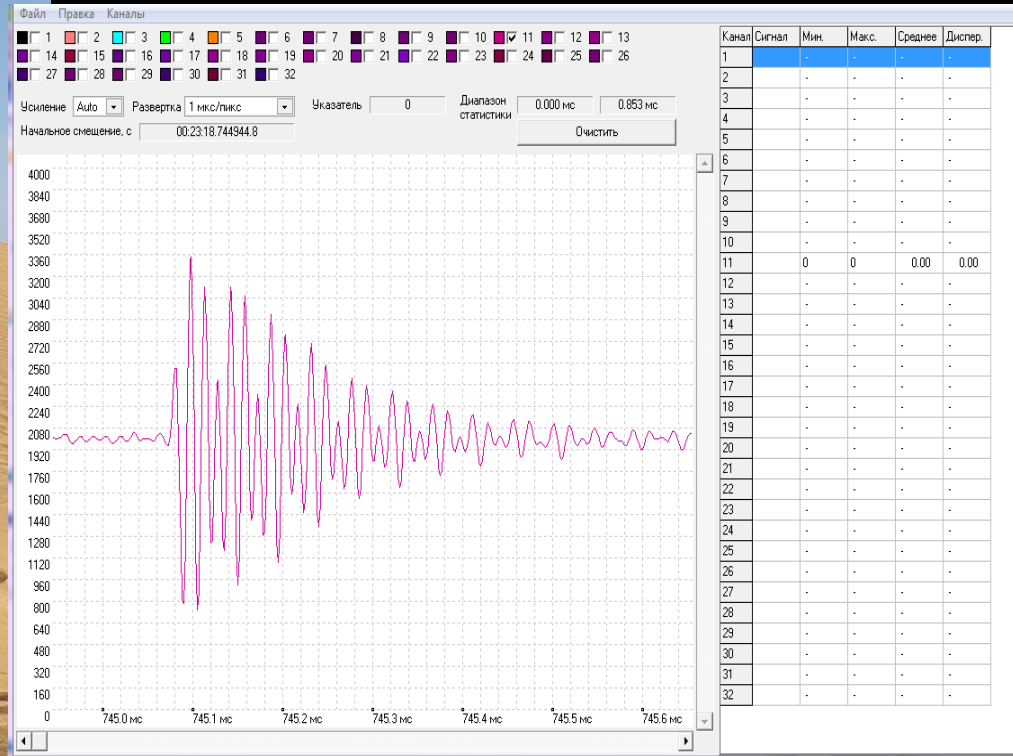 Файл Правка Каналы
1 2 3 4 5 6 7 8 9 10 11 12 13
14 15 16 17 18 19 20 21 22 23 24 25 26
27 28 29 30 31 32
Усиление Auto Развертка 1 мкс/пикс Указатель 0 Диапазон статистики 0.000 мс 0.853 мс
Начальное смещение, с 00:23:18.744944.8 Очистить
4000
3840
3680
3520
3360
3200
3040
2880
2720
2560
2400
2240
2080
1920
1760
1600
1440
1280
1120
960
800
640
480
320
160
0
745.0 мс 745.1 мс 745.2 мс 745.3 мс 745.4 мс 745.5 мс 745.6 мс
Канал Сигнал Мин. Макс. Среднее Диспер.
1 - - - -
2 - - - -
3 - - - -
4 - - - -
5 - - - -
6 - - - -
7 - - - -
8 - - - -
9 - - - -
10 - - - -
11 0 0 0.00 0.00
12 - - - -
13 - - - -
14 - - - -
15 - - - -
16 - - - -
17 - - - -
18 - - - -
19 - - - -
20 - - - -
21 - - - -
22 - - - -
23 - - - -
24 - - - -
25 - - - -
26 - - - -
27 - - - -
28 - - - -
29 - - - -
30 - - - -
31 - - - -
32 - - - -